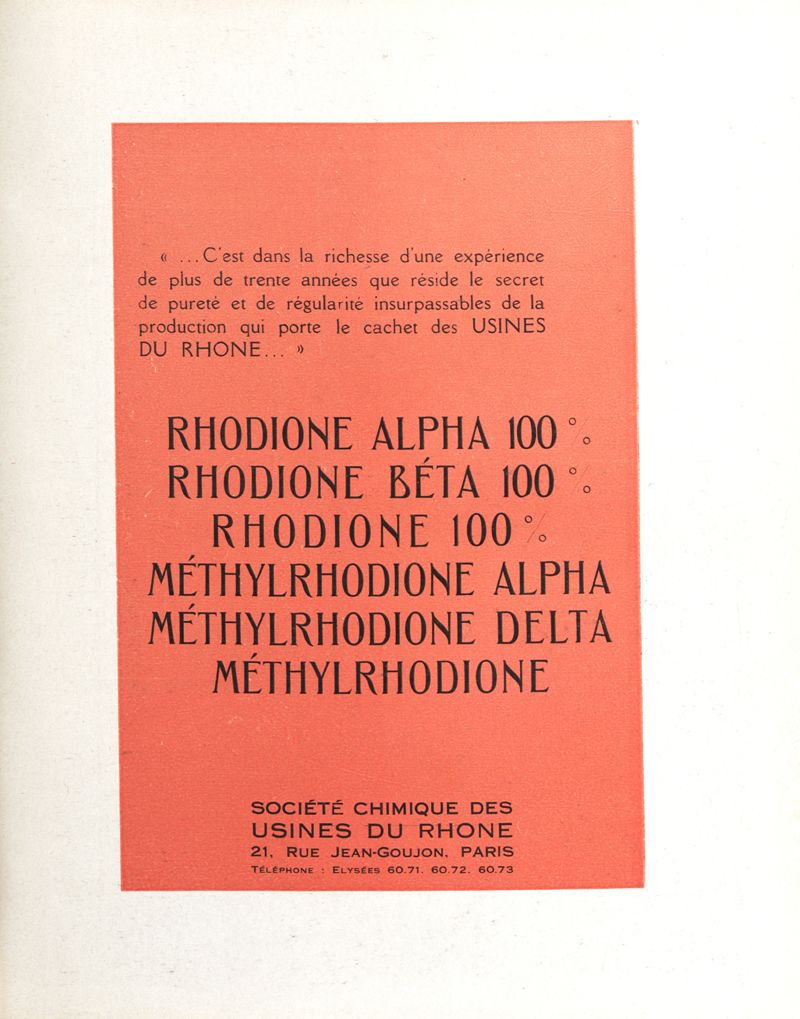 « ...C'est dans la richesse d'une expérience
de plus de trente années que réside le secret
de pureté et de régularité insurpassables de la
production qui porte le cachet des USINES
DU RHONE... »
RHODIONE ALPHA 100 %
RHODIONE BÉTA 100 %
RHODIONE 100 %
MÉTHYLRHODIONE ALPHA
MÉTHYLRHODIONE DELTA
MÉTHYLRHODIONE
SOCIÉTÉ CHIMIQUE DES
USINES DU RHONE
21, RUE JEAN-GOUJON, PARIS
TÉLÉPHONE : ELYSÉES 60.71. 60.72. 60.73